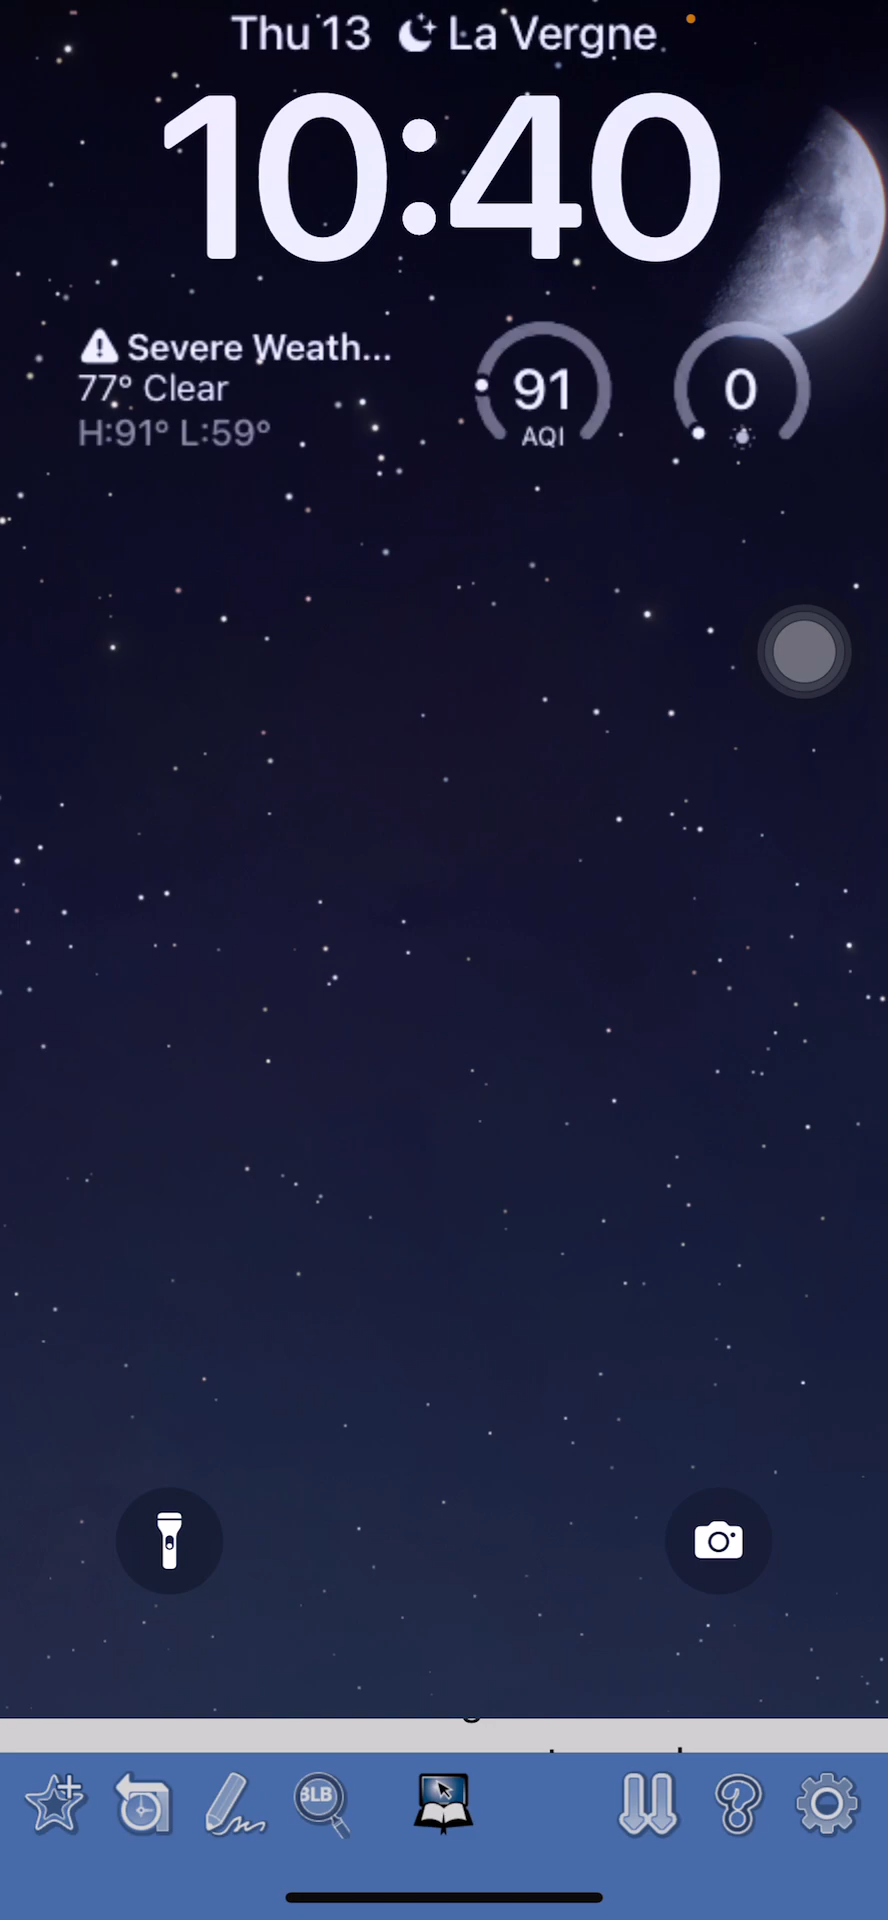 Thu 13 La Vergne
10:40
Severe Weath...
77° Clear
H:91° L:59°
91
AQI
0
BLB